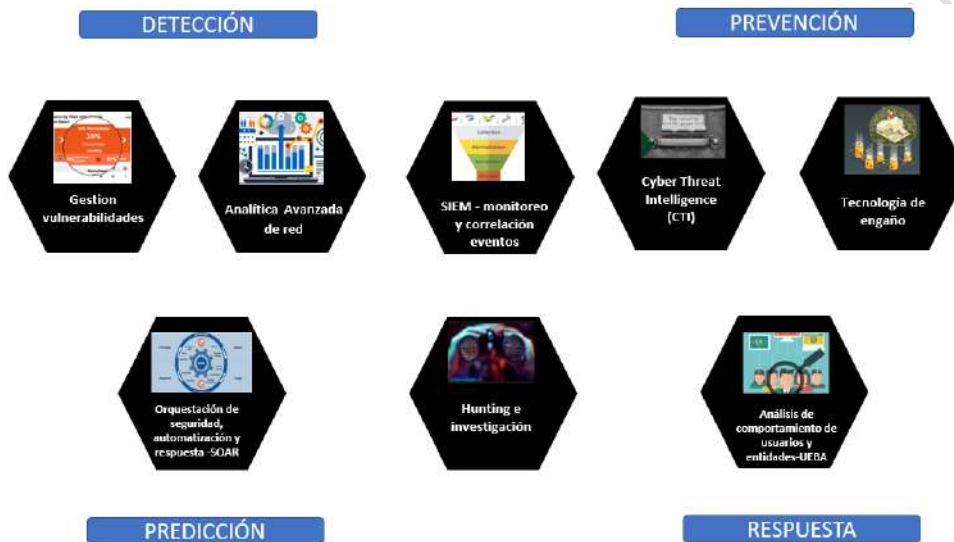 DETECCIÓN
PREVENCIÓN
Gestion
vulnerabilidades
Analítica Avanzada
de red
SIEM - monitoreo
y correlación
eventos
Cyber Threat
Intelligence
(CTI)
Tecnología de
engaño
Orquestación de
seguridad,
automatización y
respuesta -SOAR
Hunting e
investigación
Análisis de
comportamiento de
usuarios y
entidades-UEBA
PREDICCIÓN
RESPUESTA